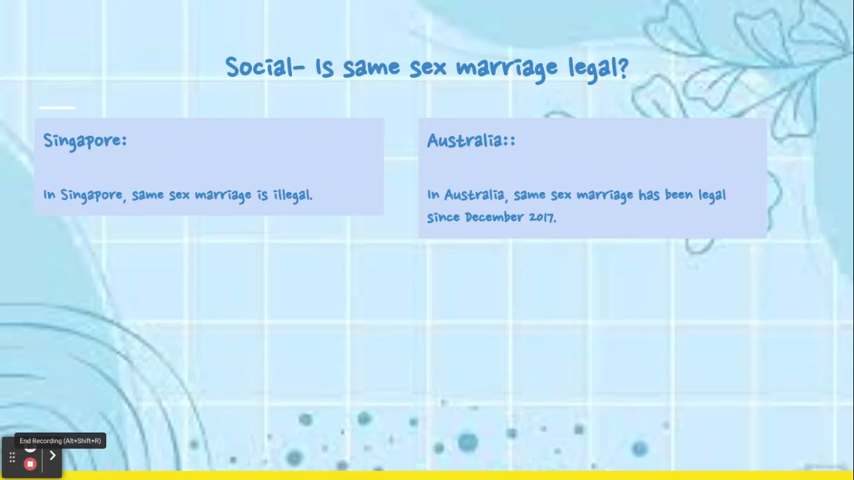 Social- Is same sex marriage legal?
Singapore:
In Singapore, same sex marriage is illegal.
Australia::
In Australia, same sex marriage has been legal
since December 2017.
End Recording (Alt+Shift+R)